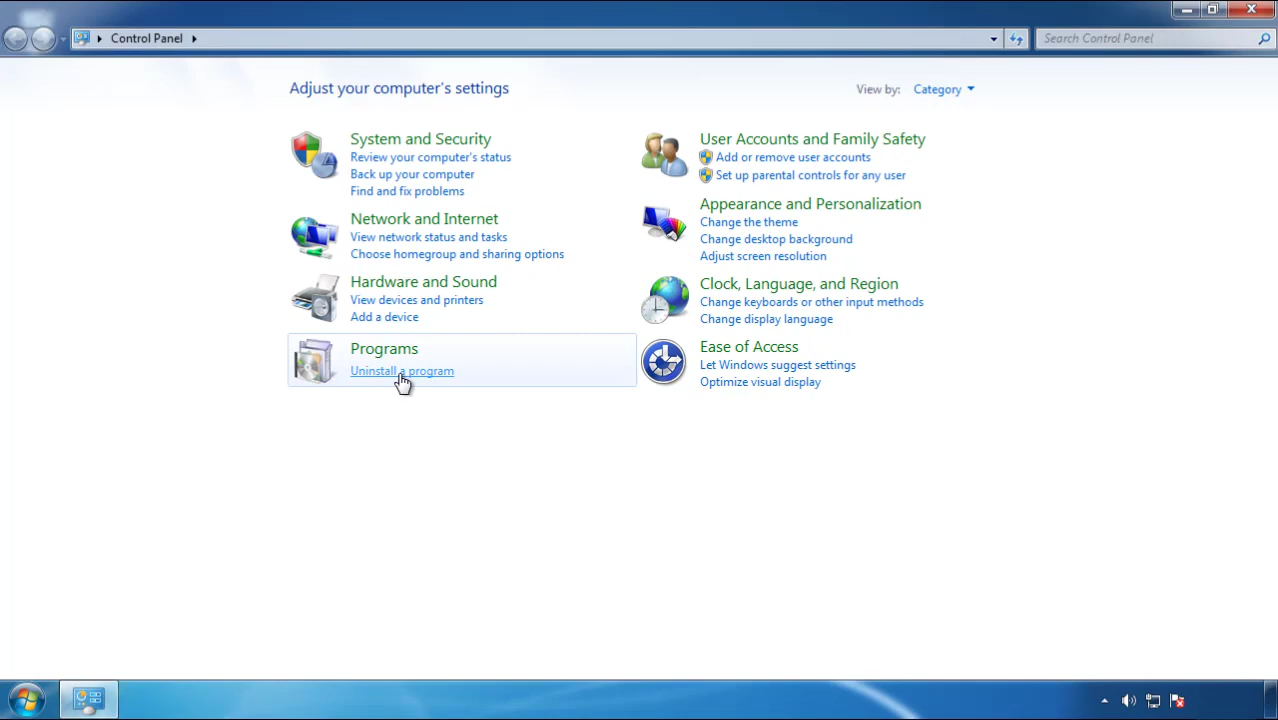 Control Panel
Search Control Panel
Adjust your computer's settings
View by: Category
System and Security
Review your computer's status
Back up your computer
Find and fix problems
Network and Internet
View network status and tasks
Choose homegroup and sharing options
Hardware and Sound
View devices and printers
Add a device
Programs
Uninstall a program
User Accounts and Family Safety
Add or remove user accounts
Set up parental controls for any user
Appearance and Personalization
Change the theme
Change desktop background
Adjust screen resolution
Clock, Language, and Region
Change keyboards or other input methods
Change display language
Ease of Access
Let Windows suggest settings
Optimize visual display